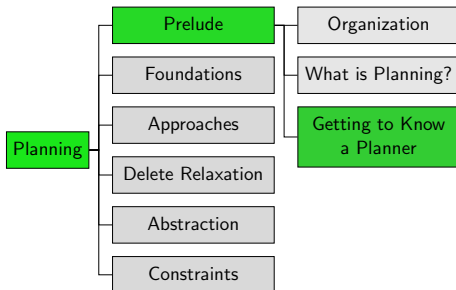 Planning
Prelude
Foundations
Approaches
Delete Relaxation
Abstraction
Constraints
Organization
What is Planning?
Getting to Know
a Planner